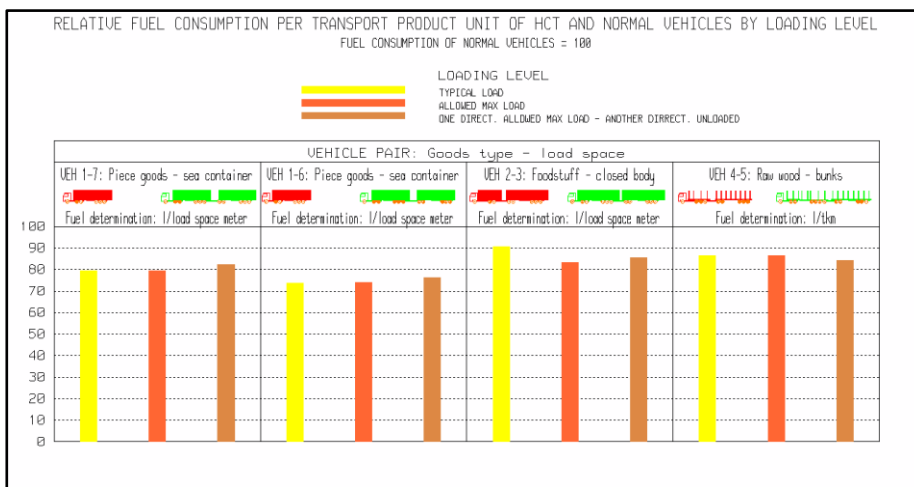 RELATIVE FUEL CONSUMPTION PER TRANSPORT PRODUCT UNIT OF HCT AND NORMAL VEHICLES BY LOADING LEVEL
FUEL CONSUMPTION OF NORMAL VEHICLES = 100
LOADING LEVEL
TYPICAL LOAD
ALLOWED MAX LOAD
ONE DIRECT. ALLOWED MAX LOAD - ANOTHER DIRRECT. UNLOADED
VEHICLE PAIR: Goods type - load space
VEH 1-7: Piece goods - sea container
VEH 1-6: Piece goods - sea container
VEH 2-3: Foodstuff - closed body
VEH 4-5: Raw wood - bunks
Fuel determination: l/load space meter
Fuel determination: l/load space meter
Fuel determination: l/load space meter
Fuel determination: l/tkm
100
90
80
70
60
50
40
30
20
10
0